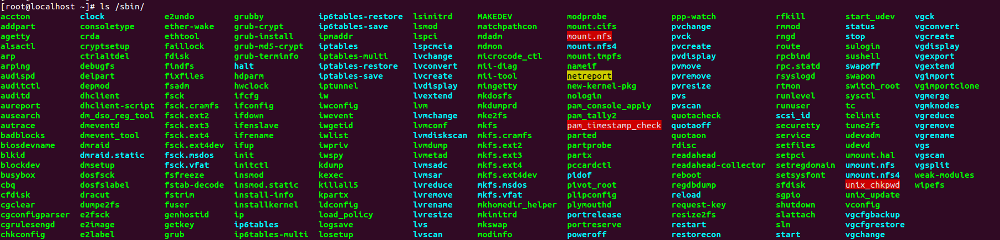 [root@localhost ~]# ls /sbin/
accton clock e2undo grubby ip6tables-restore lsinitrd MAKEDEV modprobe ppp-watch rfkill start_udev vgck
addpart consoletype ether-wake grub-crypt ip6tables-save lsmod matchpathcon mount.cifs pvchange rmmod status vgconvert
agetty crda ethtool grub-install ipmaddr lspci mdadm mount.nfs pvck rngd stop vgcreate
alsactl cryptsetup faillock grub-md5-crypt iptables lspcmcia mdmon mount.nfs4 pvcreate route sulogin vgdisplay
arp ctrlaltdel fdisk grub-terminfo iptables-multi lvchange microcode_ctl mount.tmpfs pvdisplay rpcbind sushell vgexport
arping debugfs findfs halt iptables-restore lvconvert mii-diag nameif pvmove rpc.statd swapoff vgextend
audispd delpart fixfiles hdparm iptables-save lvcreate mii-tool netreport pvremove rsyslogd swapon vgimport
auditctl depmod fsadm hwclock iptunnel lvdisplay mingetty new-kernel-pkg pvresize rtmon switch_root vgimportclone
auditd dhclient fsck ifcfg iw lvextend mkdosfs nologin pvs runlevel sysctl vgmerge
aureport dhclient-script fsck.cramfs ifconfig iwconfig lvm mkdumprd pam_console_apply pvscan runuser tc vgmknodes
ausearch dm_dso_reg_tool fsck.ext2 ifdown iwevent lvmchange mke2fs pam_tally2 quotacheck scsi_id telinit vgreduce
autrace dmeventd fsck.ext3 ifenslave iwgetid lvmconf mkfs pam_timestamp_check quotaoff securetty tune2fs vgremove
badblocks dmevent_tool fsck.ext4 ifrename iwlist lvmdiskscan mkfs.cramfs parted quotaon service udevadm vgrename
biosdevname dmraid fsck.ext4dev ifup iwpriv lvmdump mkfs.ext2 partprobe rdisc setfiles udevd vgs
blkid dmraid.static fsck.msdos init iwspy lvmetad mkfs.ext3 partx readahead setpci umount.hal vgscan
blockdev dmsetup fsck.vfat initctl kdump lvmsadc mkfs.ext4 pccardctl readahead-collector setregdomain umount.nfs vgsplit
busybox dosfsck fsfreeze insmod kexec lvmsar mkfs.ext4dev pidof reboot setsysfont umount.nfs4 weak-modules
cbq dosfslabel fstab-decode insmod.static killall5 lvreduce mkfs.msdos pivot_root regdbdump sfdisk unix_chkpwd wipefs
cfdisk dracut fstrim install-info kpartx lvremove mkfs.vfat plipconfig reload sgpio unix_update
cgclear dumpe2fs fuser installkernel ldconfig lvrename mkhomedir_helper plymouthd request-key shutdown vconfig
cgconfigparser e2fsck genhostid ip load_policy lvresize mkinitrd portrelease resize2fs slattach vgcfgbackup
cgrulesengd e2image getkey ip6tables logsave lvs mkswap portreserve restart sln vgcfgrestore
chkconfig e2label grub ip6tables-multi losetup lvscan modinfo poweroff restorecon start vgchange